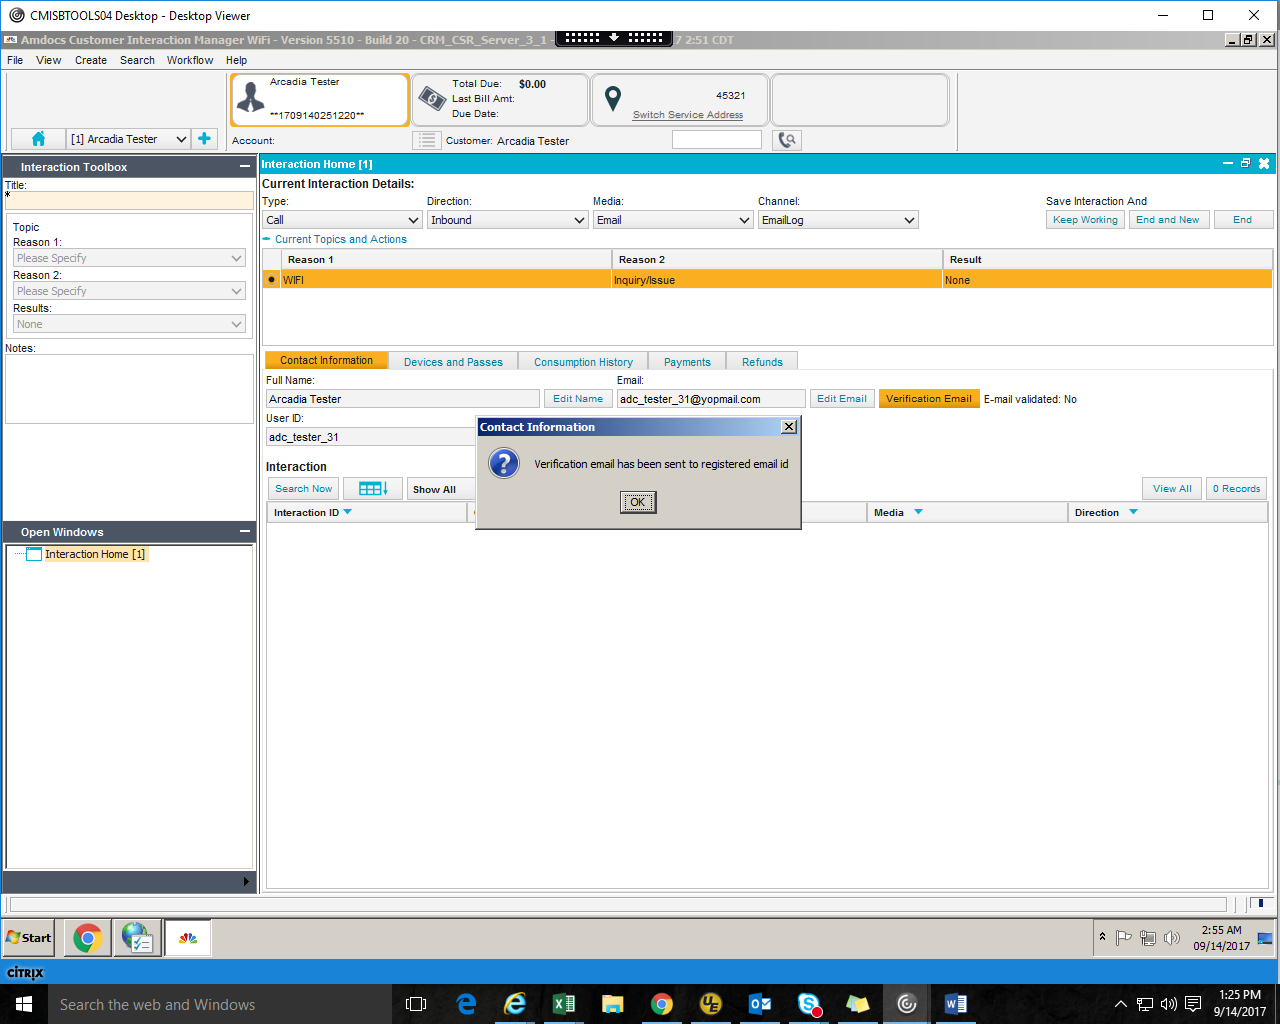 CMISBTOOLS04 Desktop - Desktop Viewer
Amdocs Customer Interaction Manager WiFi - Version 5510 - Build 20 - CRM_CSR_Server_3_1 - 7 2:51 CDT
File View Create Search Workflow Help
Arcadia Tester
**1709140251220**
Total Due: $0.00
Last Bill Amt:
Due Date:
45321
Switch Service Address
[1] Arcadia Tester
Account:
Customer: Arcadia Tester
Interaction Toolbox
Title:
*
Topic
Reason 1:
Please Specify
Reason 2:
Please Specify
Results:
None
Notes:
Open Windows
Interaction Home [1]
Interaction Home [1]
Current Interaction Details:
Type: Direction: Media: Channel: Save Interaction And
Call Inbound Email EmailLog Keep Working End and New End
Current Topics and Actions
Reason 1 Reason 2 Result
WIFI Inquiry/Issue None
Contact Information Devices and Passes Consumption History Payments Refunds
Full Name: Email:
Arcadia Tester Edit Name adc_tester_31@yopmail.com Edit Email Verification Email E-mail validated: No
User ID:
adc_tester_31
Contact Information
Verification email has been sent to registered email id
OK
Interaction
Search Now Show All View All 0 Records
Interaction ID Media Direction
Start
2:55 AM
09/14/2017
CITRIX
Search the web and Windows
1:25 PM
9/14/2017